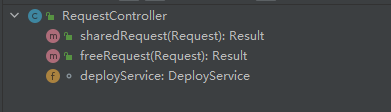 RequestController
sharedRequest(Request): Result
freeRequest(Request): Result
deployService: DeployService